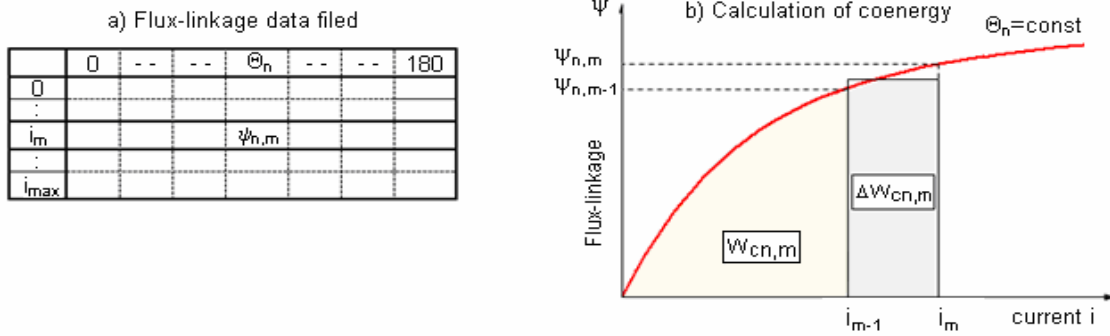 a) Flux-linkage data filed
0 - - - - Θn - - - - 180
0
:
im ψn,m
:
imax
b) Calculation of coenergy
Ψ
Θn=const
Ψn,m
Ψn,m-1
Flux-linkage
ΔWcn,m
Wcn,m
im-1
im
current i